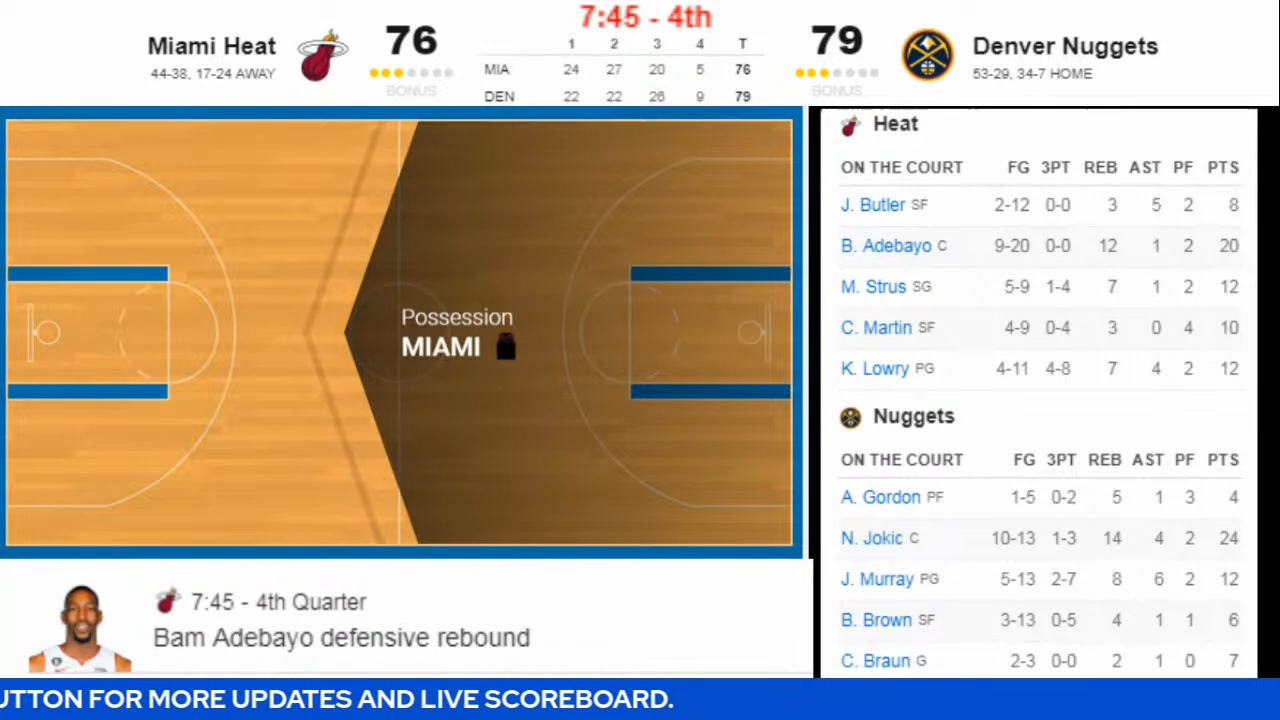 7:45 - 4th
Miami Heat
44-38, 17-24 AWAY
76
BONUS
1 2 3 4 T
MIA 24 27 20 5 76
DEN 22 22 26 9 79
79
BONUS
Denver Nuggets
53-29, 34-7 HOME
Possession
MIAMI
7:45 - 4th Quarter
Bam Adebayo defensive rebound
Heat
ON THE COURT FG 3PT REB AST PF PTS
J. Butler SF 2-12 0-0 3 5 2 8
B. Adebayo C 9-20 0-0 12 1 2 20
M. Strus SG 5-9 1-4 7 1 2 12
C. Martin SF 4-9 0-4 3 0 4 10
K. Lowry PG 4-11 4-8 7 4 2 12
Nuggets
ON THE COURT FG 3PT REB AST PF PTS
A. Gordon PF 1-5 0-2 5 1 3 4
N. Jokic C 10-13 1-3 14 4 2 24
J. Murray PG 5-13 2-7 8 6 2 12
B. Brown SF 3-13 0-5 4 1 1 6
C. Braun G 2-3 0-0 2 1 0 7
UTTON FOR MORE UPDATES AND LIVE SCOREBOARD.